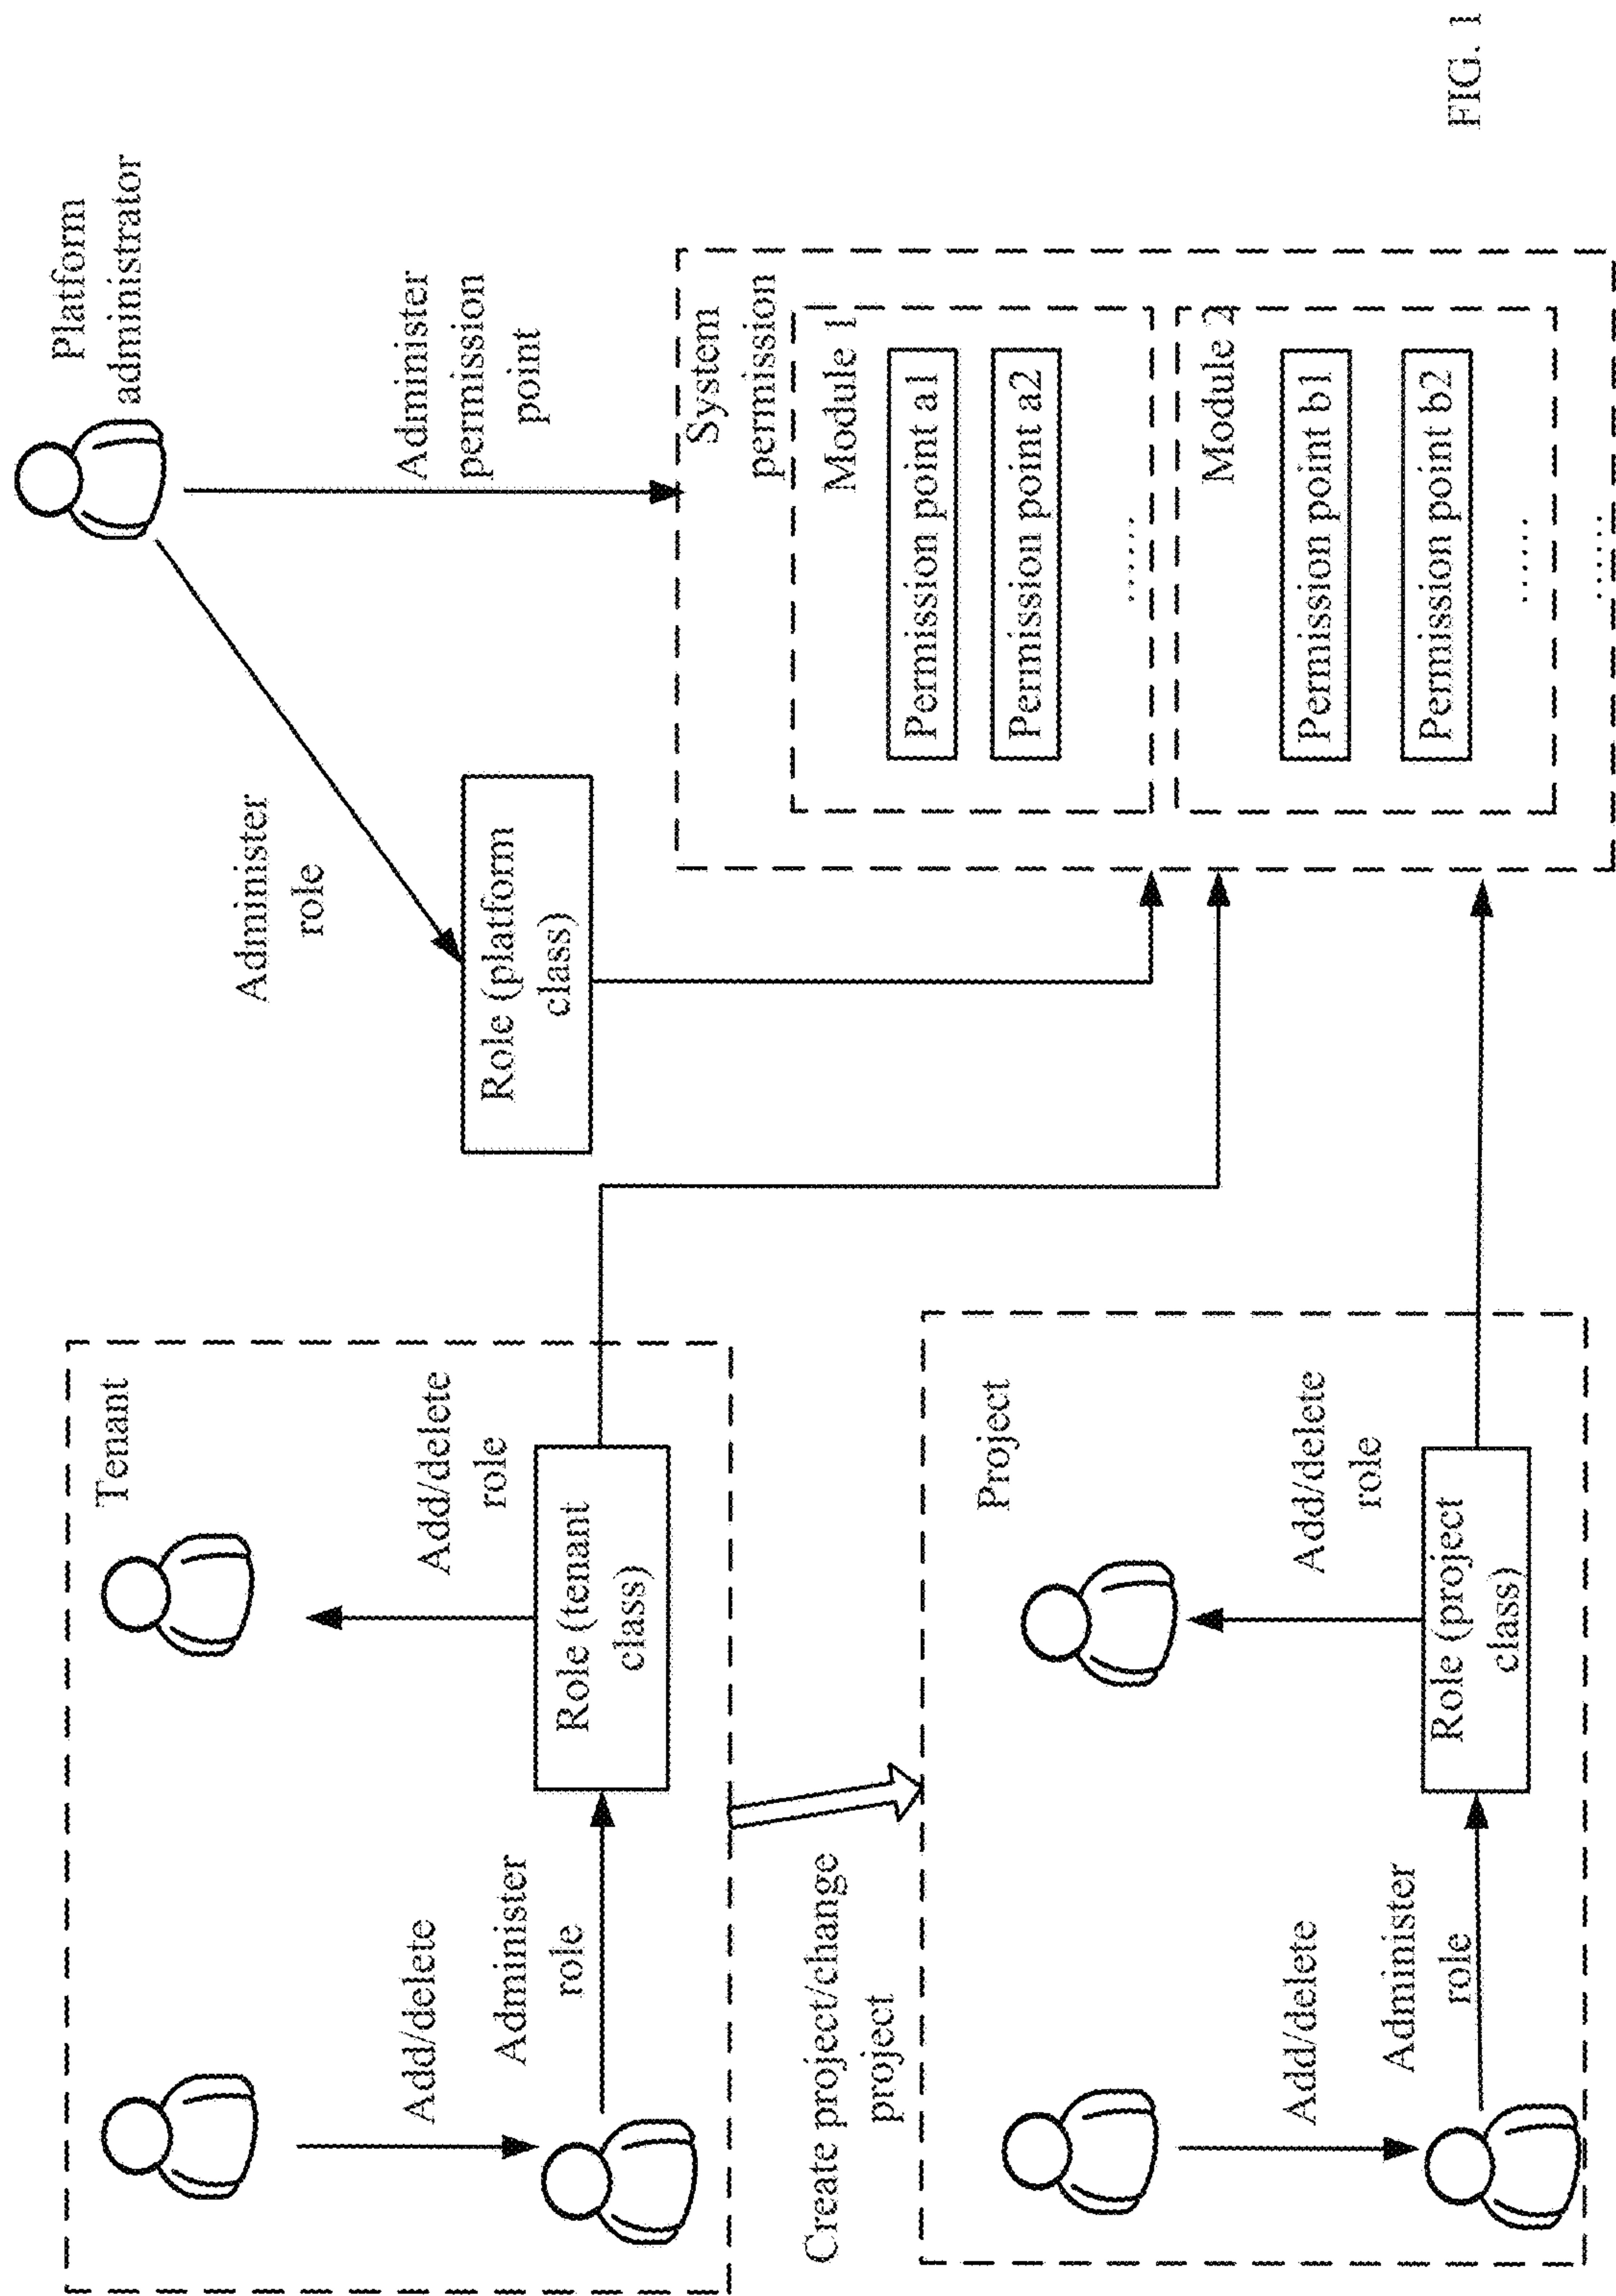 Tenant
Add/delete
Administer
role
Add/delete
role
Role (tenant
class)
Create project/change
project
Project
Add/delete
Administer
role
Add/delete
role
Role (project
class)
Platform
administrator
Administer
role
Role (platform
class)
Administer
permission
point
System
permission
Module 1
Permission point a1
Permission point a2
......
Module 2
Permission point b1
Permission point b2
......
......
FIG. 1